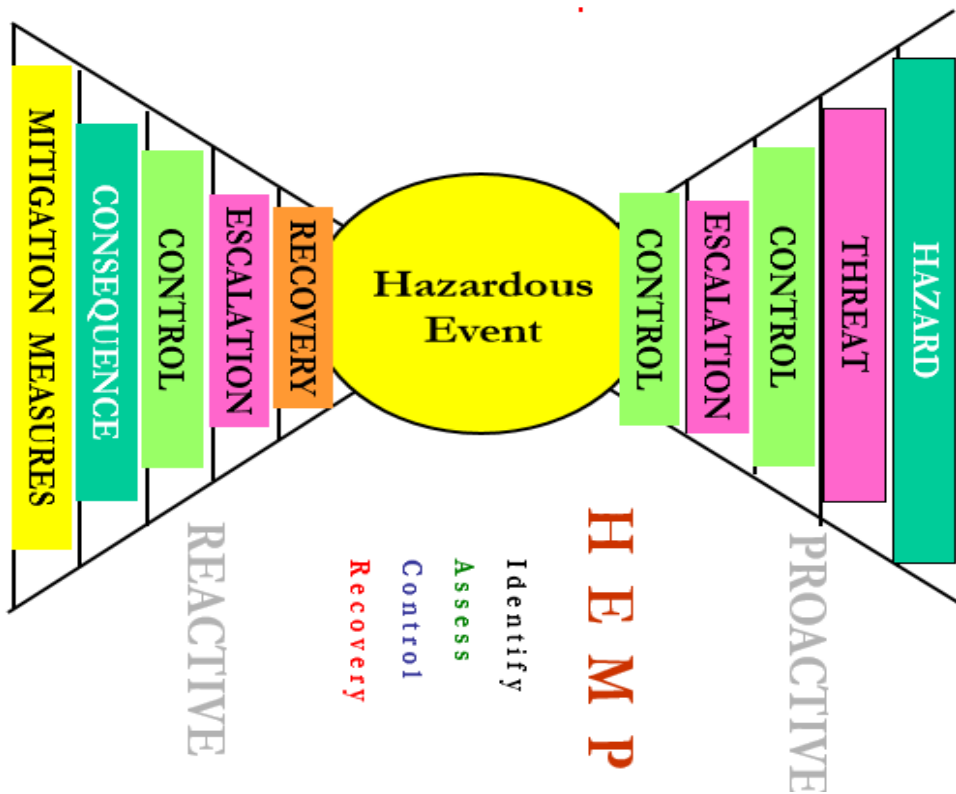 MITIGATION MEASURES
CONSEQUENCE
CONTROL
ESCALATION
RECOVERY
Hazardous
Event
CONTROL
ESCALATION
CONTROL
THREAT
HAZARD
REACTIVE
PROACTIVE
HEMP
Identify
Assess
Control
Recovery